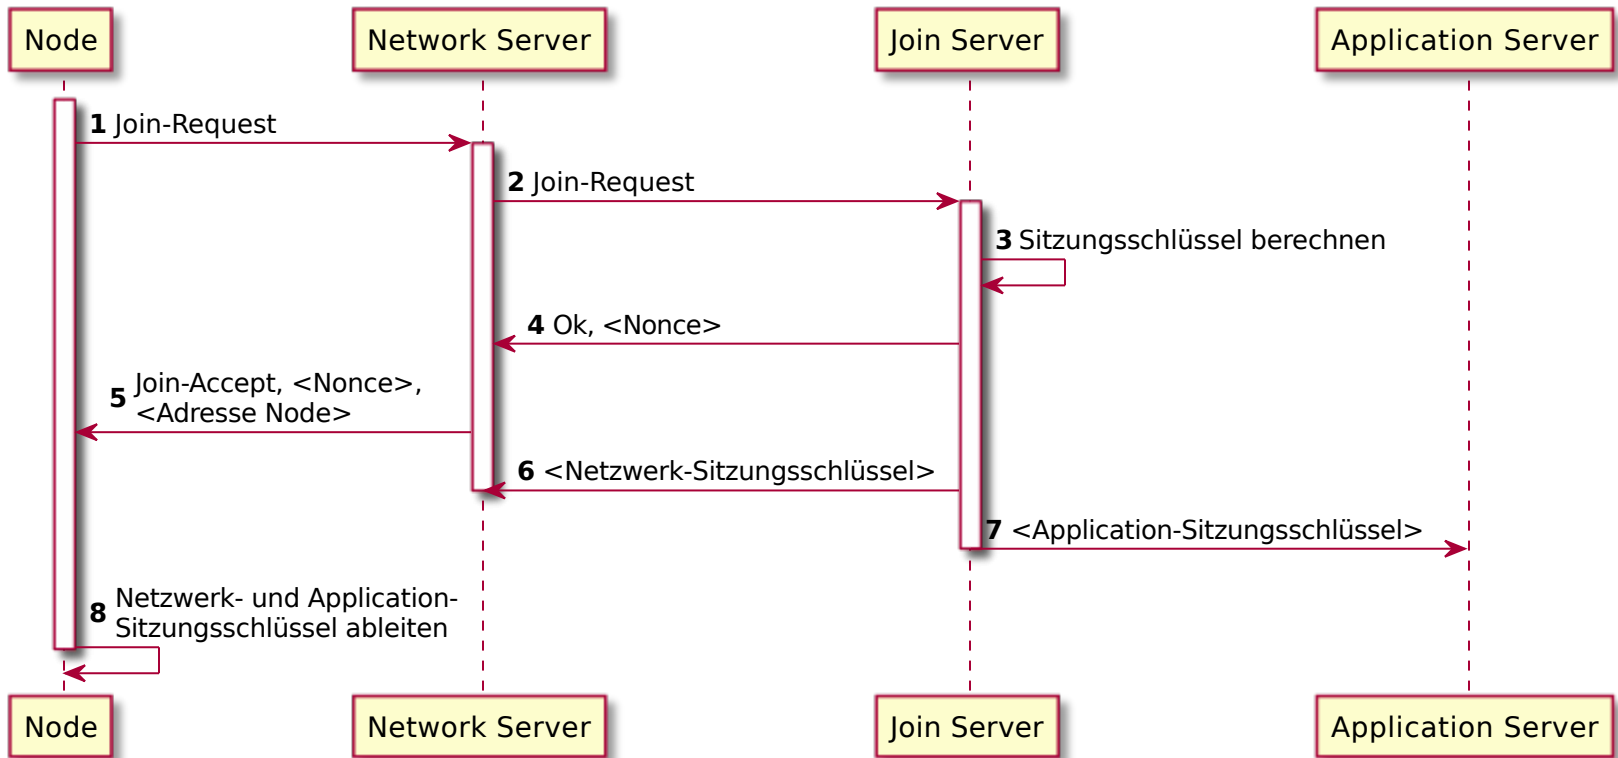 Node
Network Server
Join Server
Application Server
1 Join-Request
2 Join-Request
3 Sitzungsschlüssel berechnen
4 Ok, <Nonce>
5 Join-Accept, <Nonce>,
<Adresse Node>
6 <Netzwerk-Sitzungsschlüssel>
7 <Application-Sitzungsschlüssel>
8 Netzwerk- und Application-
Sitzungsschlüssel ableiten
Node
Network Server
Join Server
Application Server